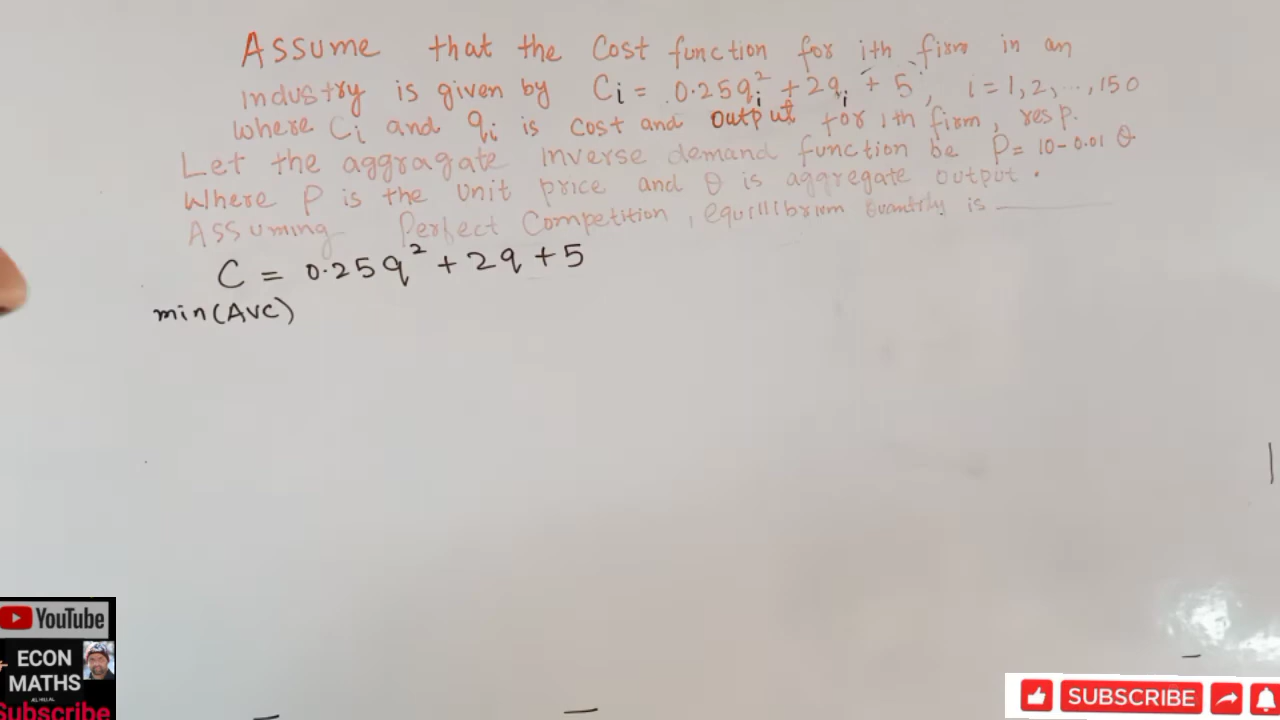 Assume that the Cost function for ith firm in an
industry is given by Ci = 0.25qi² + 2qi + 5, i = 1,2,...,150
where Ci and qi is cost and output for ith firm, resp.
Let the aggragate inverse demand function be P = 10 - 0.01 Q
Where P is the unit price and Q is aggregate output.
Assuming Perfect Competition, equillibrium quantity is ______
C = 0.25q² + 2q + 5
min(AVC)
YouTube
ECON
MATHS
Subscribe
SUBSCRIBE